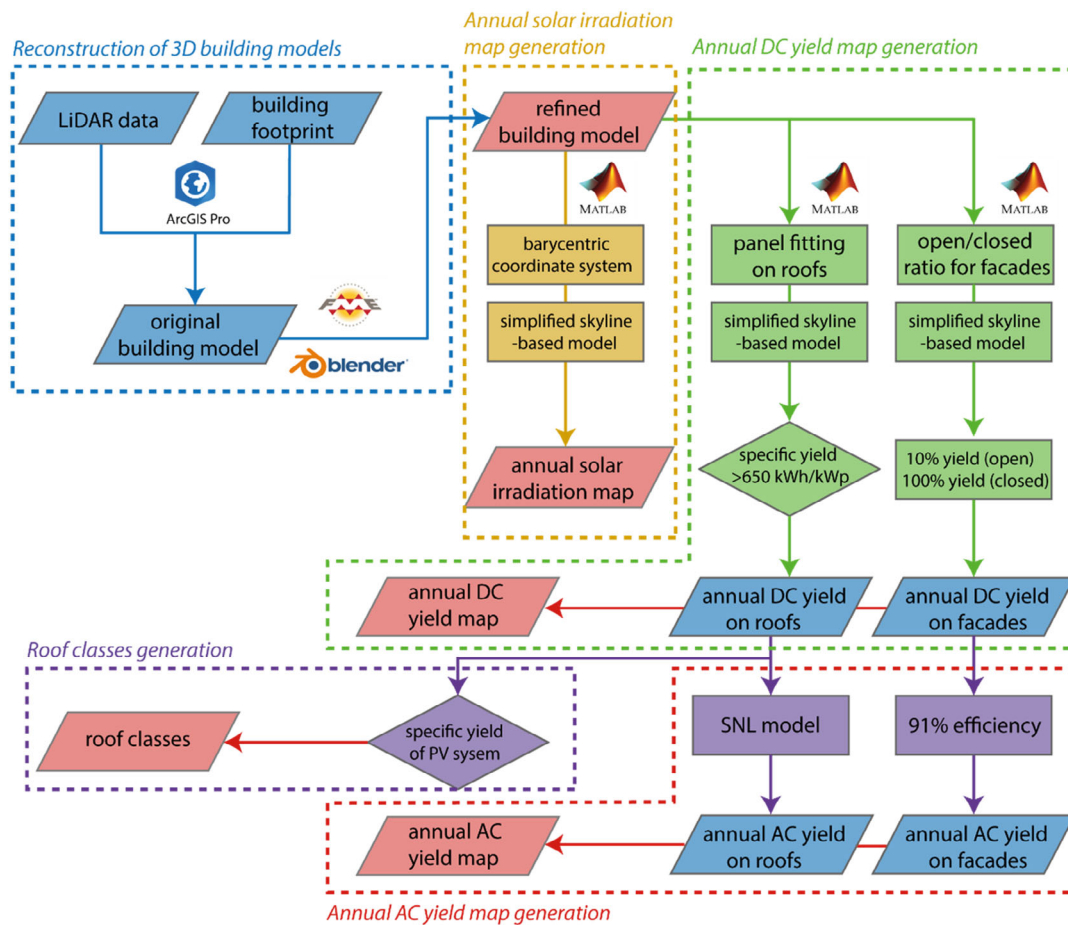 Reconstruction of 3D building models
Annual solar irradiation
map generation
Annual DC yield map generation
LiDAR data
building
footprint
refined
building model
ArcGIS Pro
MATLAB
MATLAB
MATLAB
original
building model
FME
blender
barycentric
coordinate system
simplified skyline
-based model
panel fitting
on roofs
open/closed
ratio for facades
simplified skyline
-based model
simplified skyline
-based model
annual solar
irradiation map
specific yield
>650 kWh/kWp
10% yield (open)
100% yield (closed)
annual DC
yield map
annual DC yield
on roofs
annual DC yield
on facades
Roof classes generation
roof classes
specific yield
of PV sysem
SNL model
91% efficiency
annual AC
yield map
annual AC yield
on roofs
annual AC yield
on facades
Annual AC yield map generation